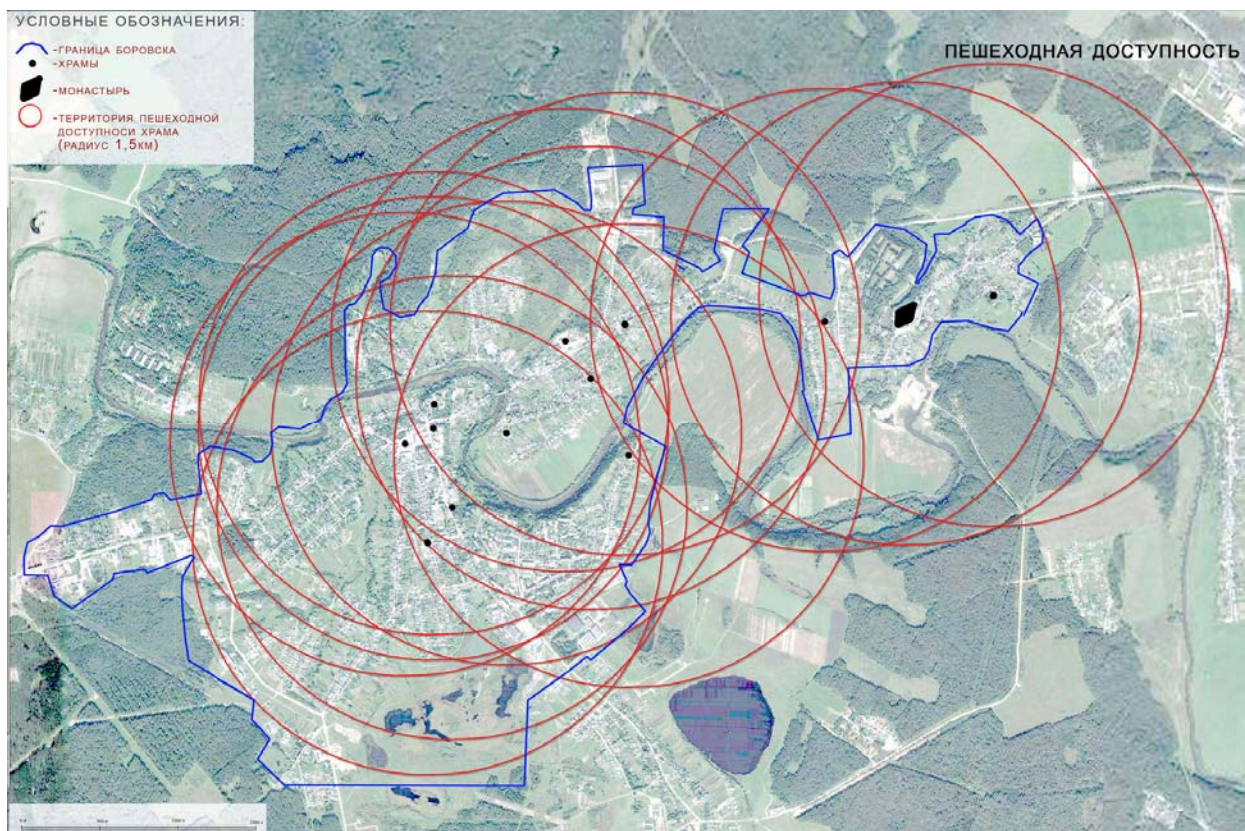 УСЛОВНЫЕ ОБОЗНАЧЕНИЯ:
-ГРАНИЦА БОРОВСКА
-ХРАМЫ
-МОНАСТЫРЬ
-ТЕРРИТОРИЯ ПЕШЕХОДНОЙ
ДОСТУПНОСИ ХРАМА
(РАДИУС 1,5КМ)
ПЕШЕХОДНАЯ ДОСТУПНОСТЬ